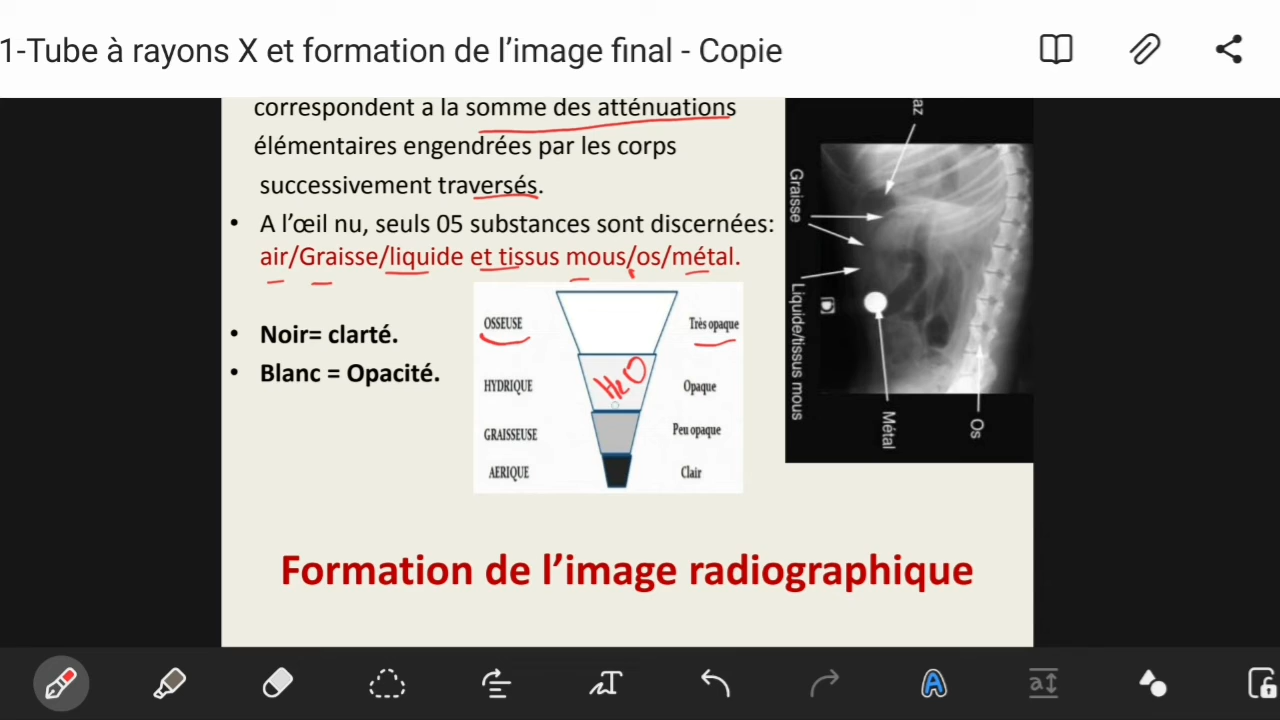 1-Tube à rayons X et formation de l’image final - Copie
correspondent a la somme des atténuations
élémentaires engendrées par les corps
successivement traversés.
• A l’œil nu, seuls 05 substances sont discernées:
air/Graisse/liquide et tissus mous/os/métal.
• Noir= clarté.
• Blanc = Opacité.
OSSEUSE Très opaque
HYDRIQUE H2O Opaque
GRAISSEUSE Peu opaque
AERIQUE Clair
az
Graisse
Liquide/tissus mous
Métal
Os
Formation de l’image radiographique